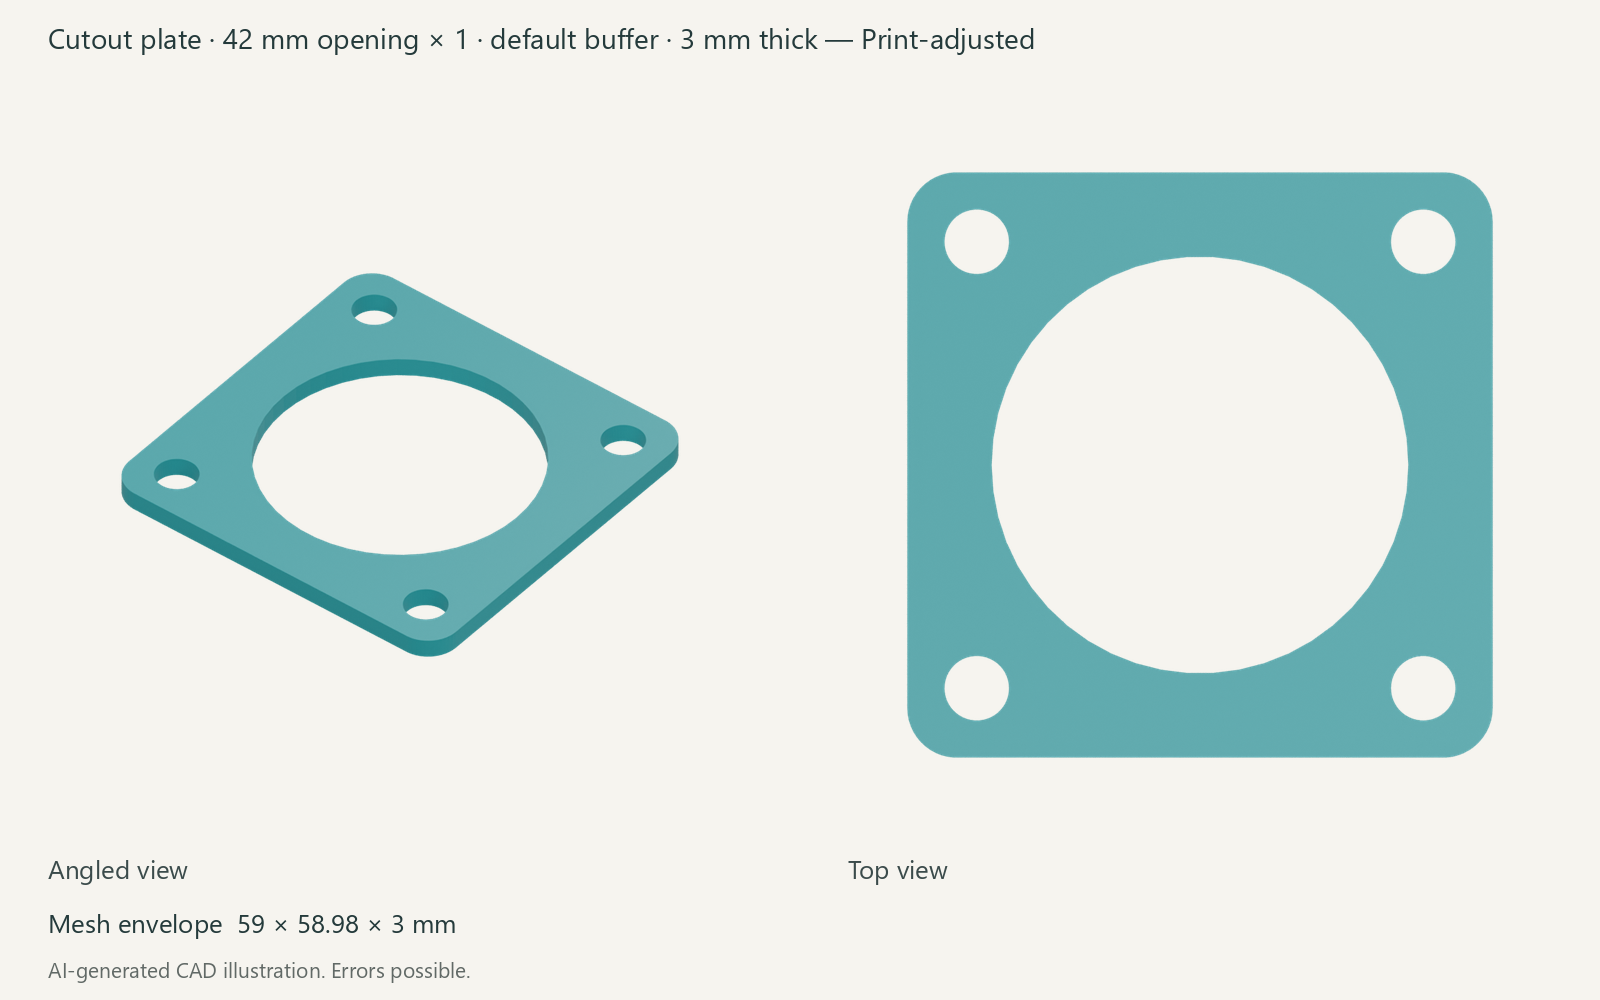 Cutout plate · 42 mm opening × 1 · default buffer · 3 mm thick — Print-adjusted
Angled view
Top view
Mesh envelope 59 × 58.98 × 3 mm
AI-generated CAD illustration. Errors possible.